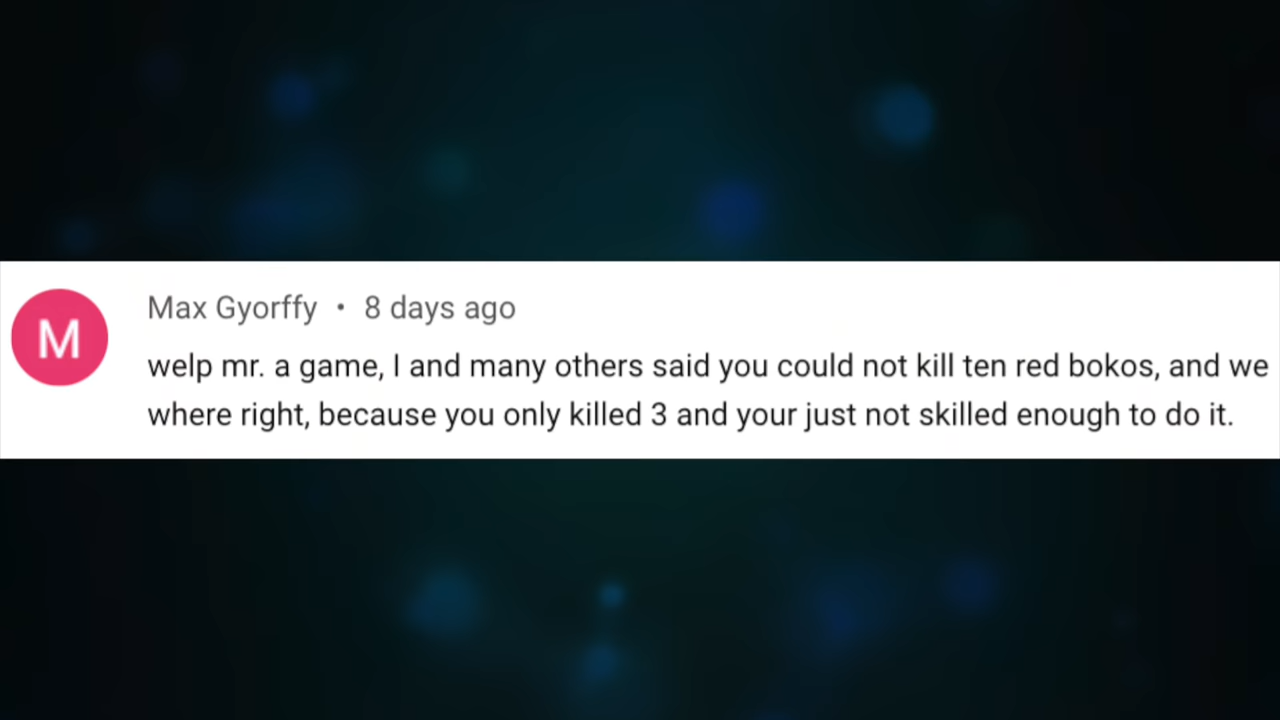 M
Max Gyorffy • 8 days ago
welp mr. a game, I and many others said you could not kill ten red bokos, and we
where right, because you only killed 3 and your just not skilled enough to do it.